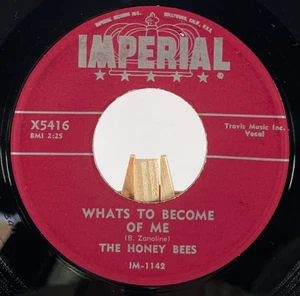 IMPERIAL RECORDS INC., HOLLYWOOD, CALIF., U.S.A.
IMPERIAL
®
X5416
BMI 2:25
Travis Music Inc.
Vocal
WHATS TO BECOME
OF ME
(B. Zanoline)
THE HONEY BEES
IM-1142